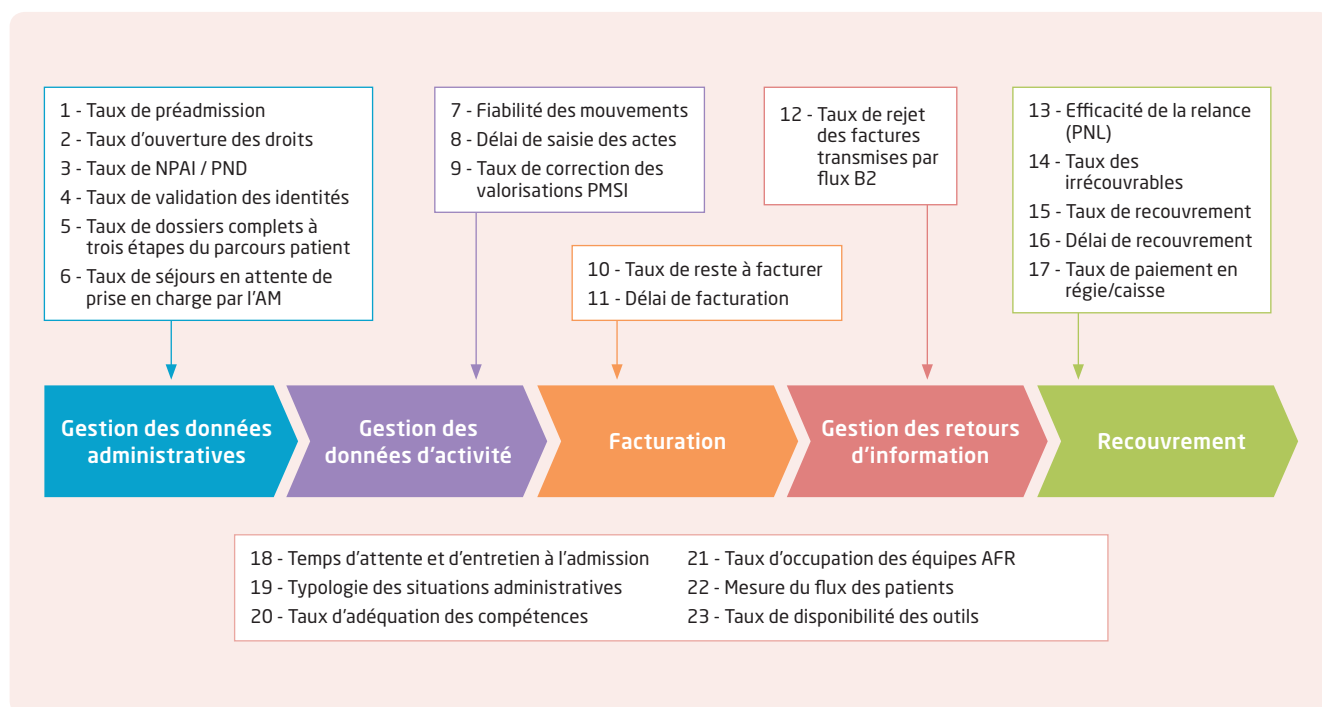 1 - Taux de préadmission
2 - Taux d'ouverture des droits
3 - Taux de NPAI / PND
4 - Taux de validation des identités
5 - Taux de dossiers complets à
trois étapes du parcours patient
6 - Taux de séjours en attente de
prise en charge par l'AM
7 - Fiabilité des mouvements
8 - Délai de saisie des actes
9 - Taux de correction des
valorisations PMSI
10 - Taux de reste à facturer
11 - Délai de facturation
12 - Taux de rejet
des factures
transmises par
flux B2
13 - Efficacité de la relance
(PNL)
14 - Taux des
irrécouvrables
15 - Taux de recouvrement
16 - Délai de recouvrement
17 - Taux de paiement en
régie/caisse
Gestion des données
administratives
Gestion des
données d'activité
Facturation
Gestion des retours
d'information
Recouvrement
18 - Temps d'attente et d'entretien à l'admission
19 - Typologie des situations administratives
20 - Taux d'adéquation des compétences
21 - Taux d'occupation des équipes AFR
22 - Mesure du flux des patients
23 - Taux de disponibilité des outils